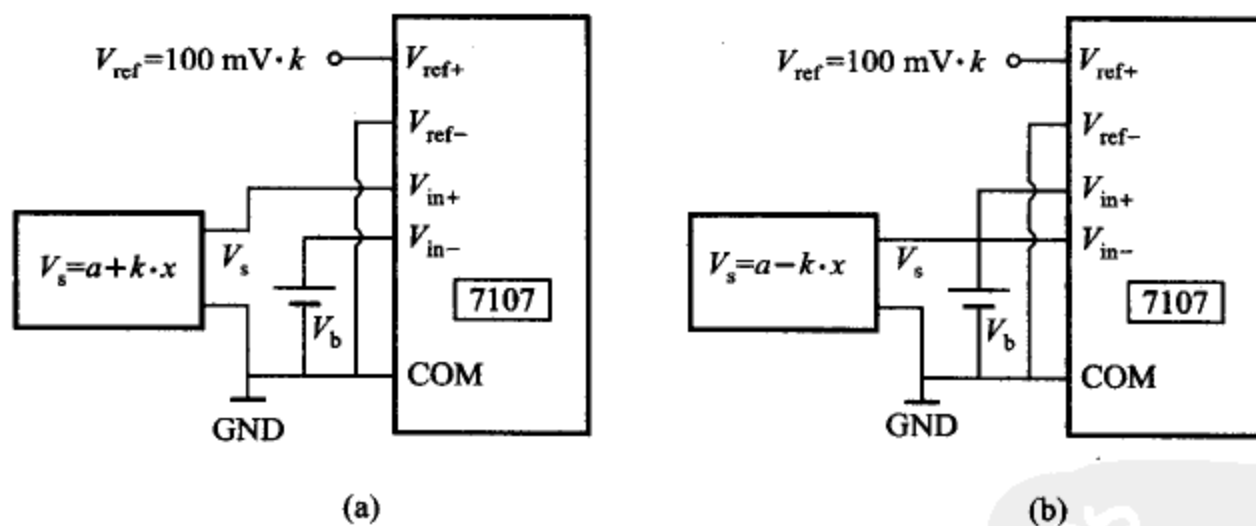 V_ref=100 mV·k
V_ref+
V_ref−
V_in+
V_in−
V_s=a+k·x
V_s
7107
V_b
COM
GND
(a)
V_ref=100 mV·k
V_ref+
V_ref−
V_in+
V_in−
V_s=a−k·x
V_s
7107
V_b
COM
GND
(b)